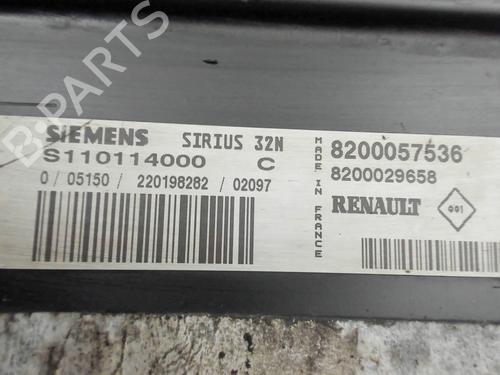 SIEMENS SIRIUS 32N
S110114000 C
0 / 05150 / 220198282 / 02097
MADE IN FRANCE
8200057536
8200029658
RENAULT
001
B-PARTS